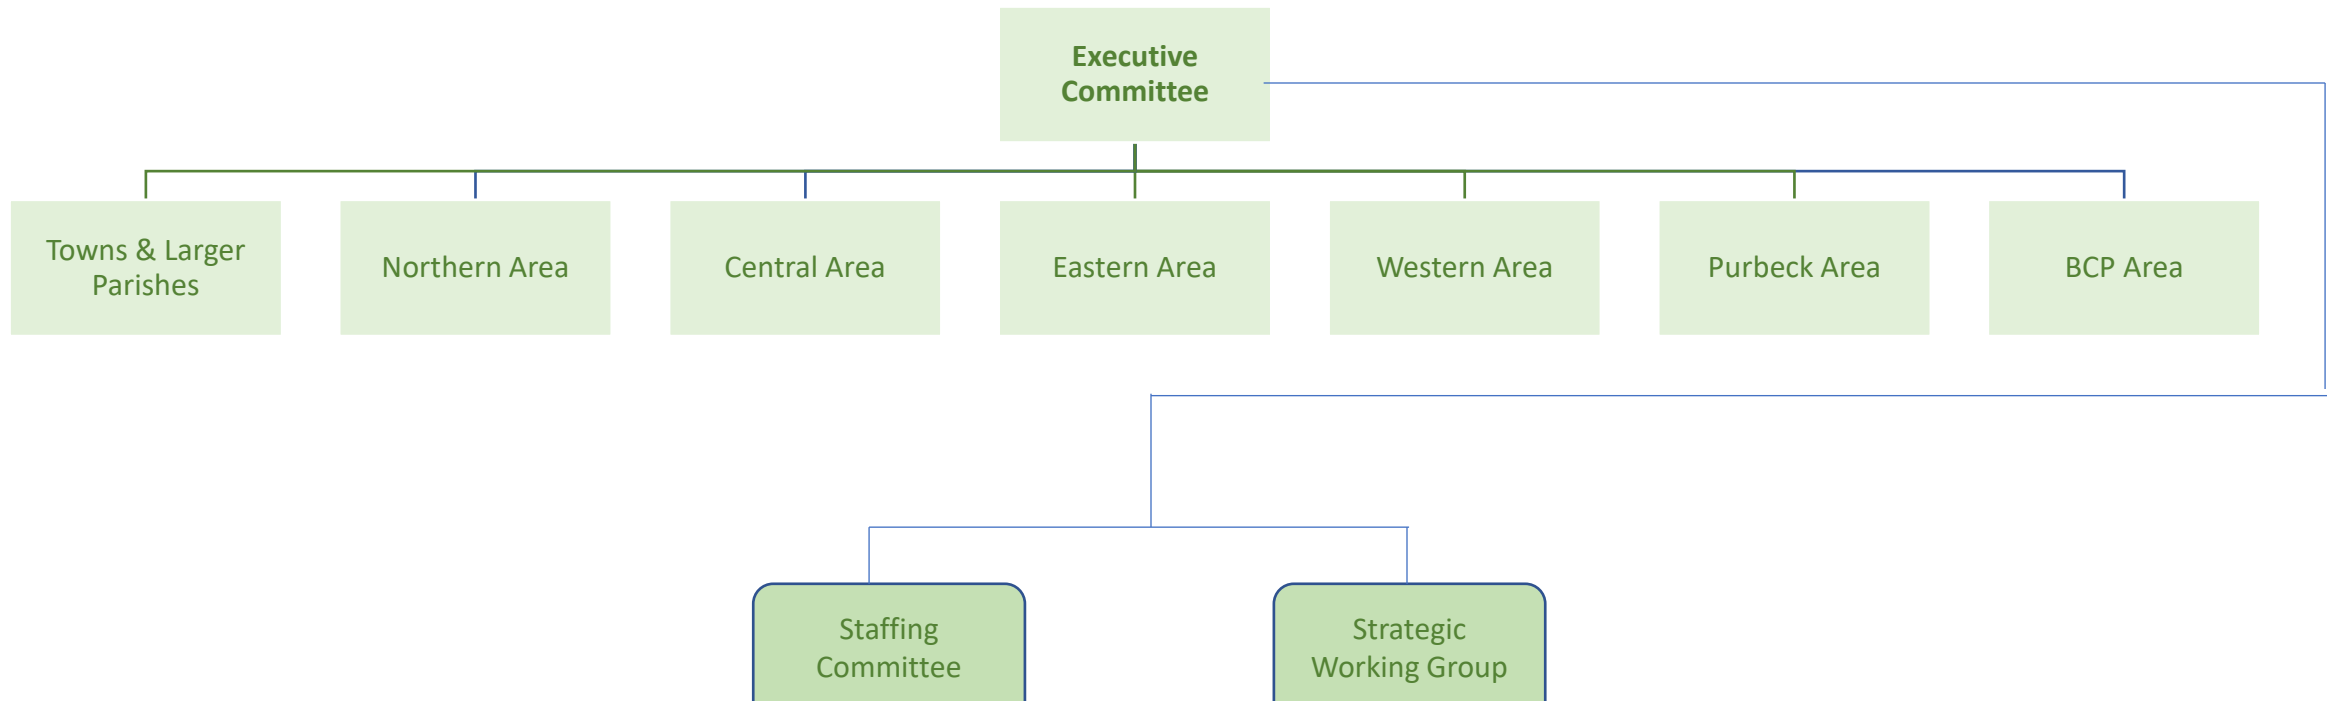 Executive
Committee
Towns & Larger
Parishes
Northern Area
Central Area
Eastern Area
Western Area
Purbeck Area
BCP Area
Staffing
Committee
Strategic
Working Group